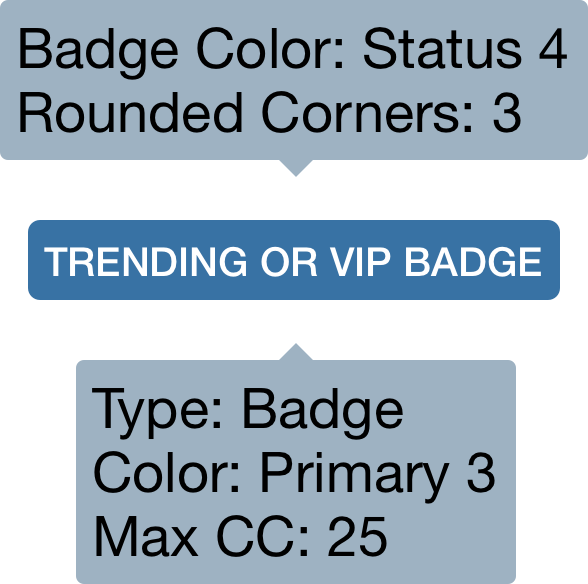 Badge Color: Status 4
Rounded Corners: 3
TRENDING OR VIP BADGE
Type: Badge
Color: Primary 3
Max CC: 25